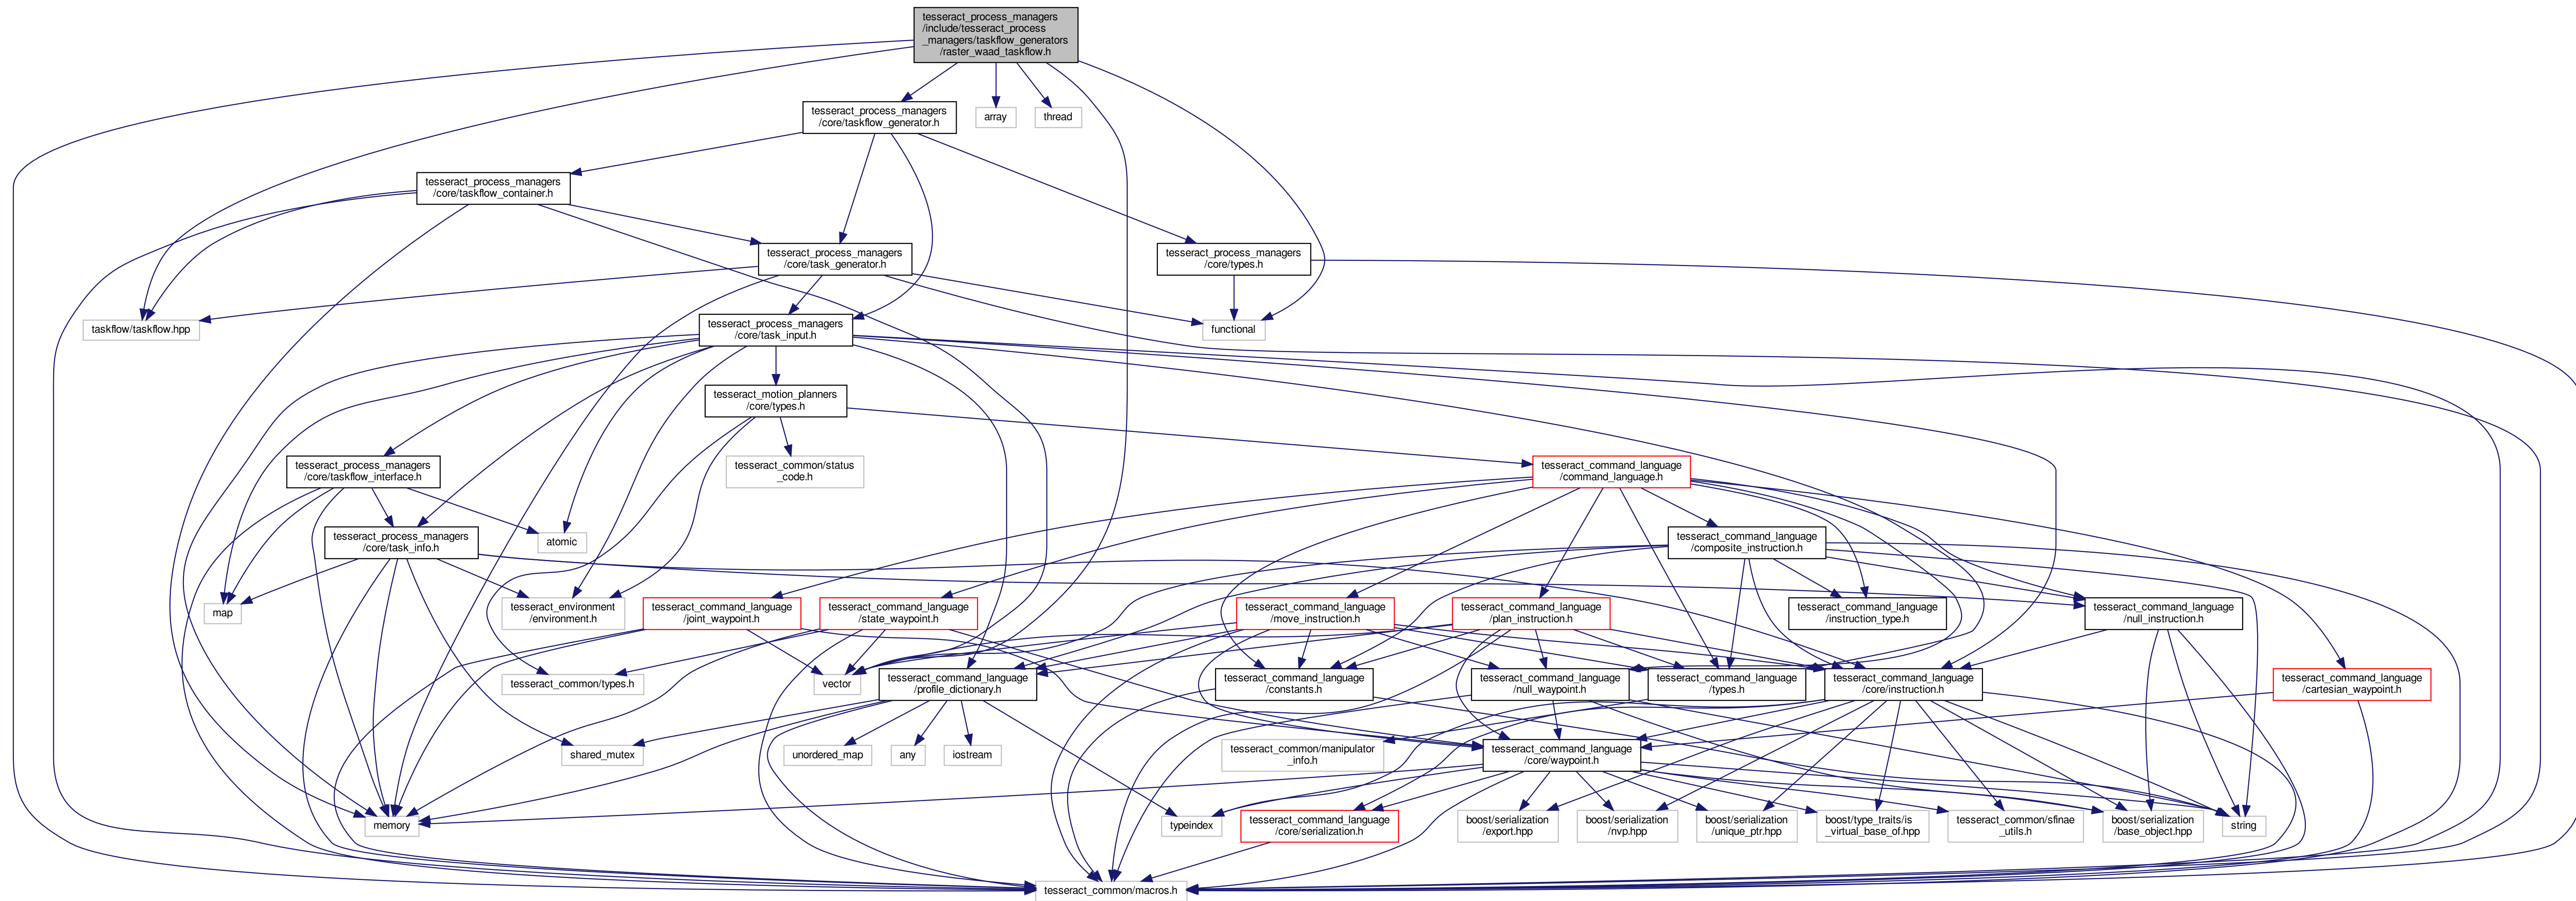 tesseract_process_managers
/include/tesseract_process
_managers/taskflow_generators
/raster_waad_taskflow.h
tesseract_process_managers
/core/taskflow_generator.h
array
thread
tesseract_process_managers
/core/taskflow_container.h
tesseract_process_managers
/core/task_generator.h
tesseract_process_managers
/core/types.h
taskflow/taskflow.hpp
tesseract_process_managers
/core/task_input.h
functional
tesseract_motion_planners
/core/types.h
tesseract_process_managers
/core/taskflow_interface.h
tesseract_common/status
_code.h
tesseract_command_language
/command_language.h
tesseract_process_managers
/core/task_info.h
atomic
tesseract_command_language
/composite_instruction.h
map
tesseract_environment
/environment.h
tesseract_command_language
/joint_waypoint.h
tesseract_command_language
/state_waypoint.h
tesseract_command_language
/move_instruction.h
tesseract_command_language
/plan_instruction.h
tesseract_command_language
/instruction_type.h
tesseract_command_language
/null_instruction.h
tesseract_common/types.h
vector
tesseract_command_language
/profile_dictionary.h
tesseract_command_language
/constants.h
tesseract_command_language
/null_waypoint.h
tesseract_command_language
/types.h
tesseract_command_language
/core/instruction.h
tesseract_command_language
/cartesian_waypoint.h
shared_mutex
unordered_map
any
iostream
tesseract_common/manipulator
_info.h
tesseract_command_language
/core/waypoint.h
memory
typeindex
tesseract_command_language
/core/serialization.h
boost/serialization
/export.hpp
boost/serialization
/nvp.hpp
boost/serialization
/unique_ptr.hpp
boost/type_traits/is
_virtual_base_of.hpp
tesseract_common/sfinae
_utils.h
boost/serialization
/base_object.hpp
string
tesseract_common/macros.h